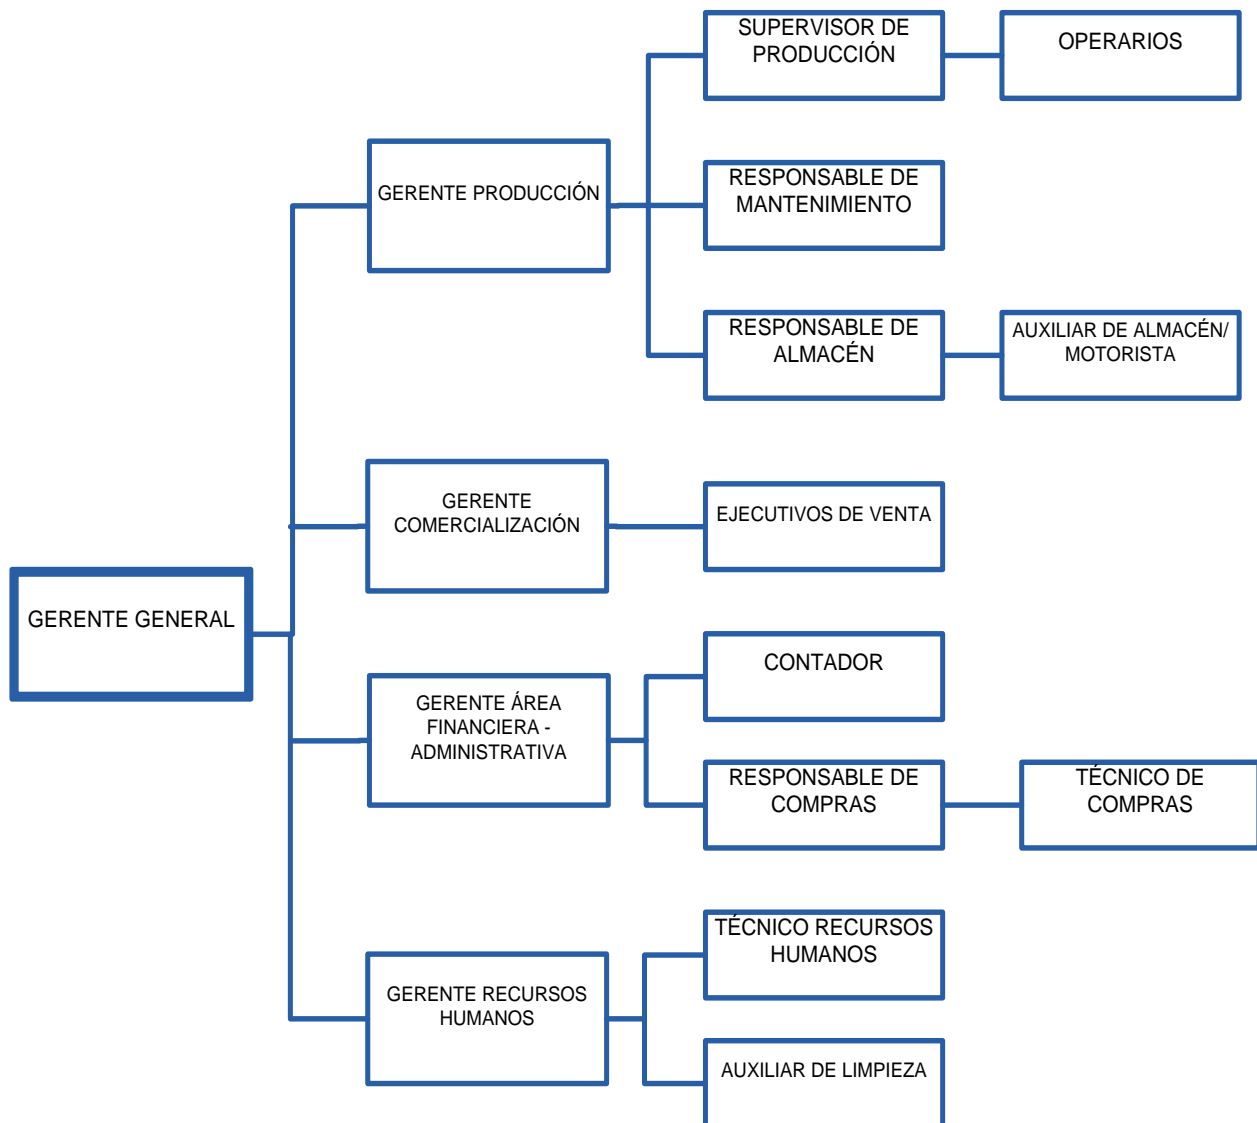 SUPERVISOR DE
PRODUCCIÓN
OPERARIOS
GERENTE PRODUCCIÓN
RESPONSABLE DE
MANTENIMIENTO
RESPONSABLE DE
ALMACÉN
AUXILIAR DE ALMACÉN/
MOTORISTA
GERENTE
COMERCIALIZACIÓN
EJECUTIVOS DE VENTA
GERENTE GENERAL
GERENTE ÁREA
FINANCIERA -
ADMINISTRATIVA
CONTADOR
RESPONSABLE DE
COMPRAS
TÉCNICO DE
COMPRAS
GERENTE RECURSOS
HUMANOS
TÉCNICO RECURSOS
HUMANOS
AUXILIAR DE LIMPIEZA